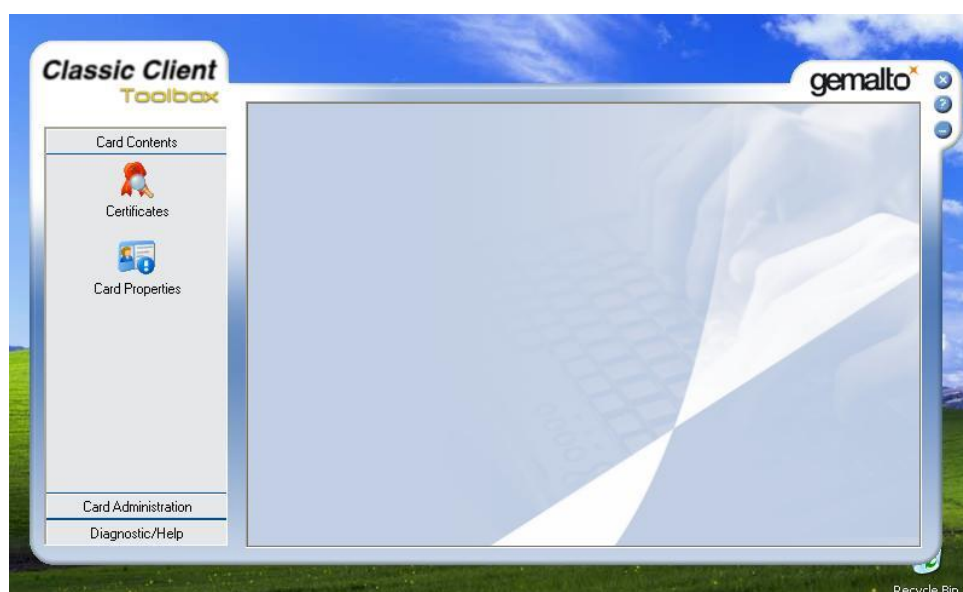 Classic Client
Toolbox
gemalto
Card Contents
Certificates
Card Properties
Card Administration
Diagnostic/Help
Recycle Bin